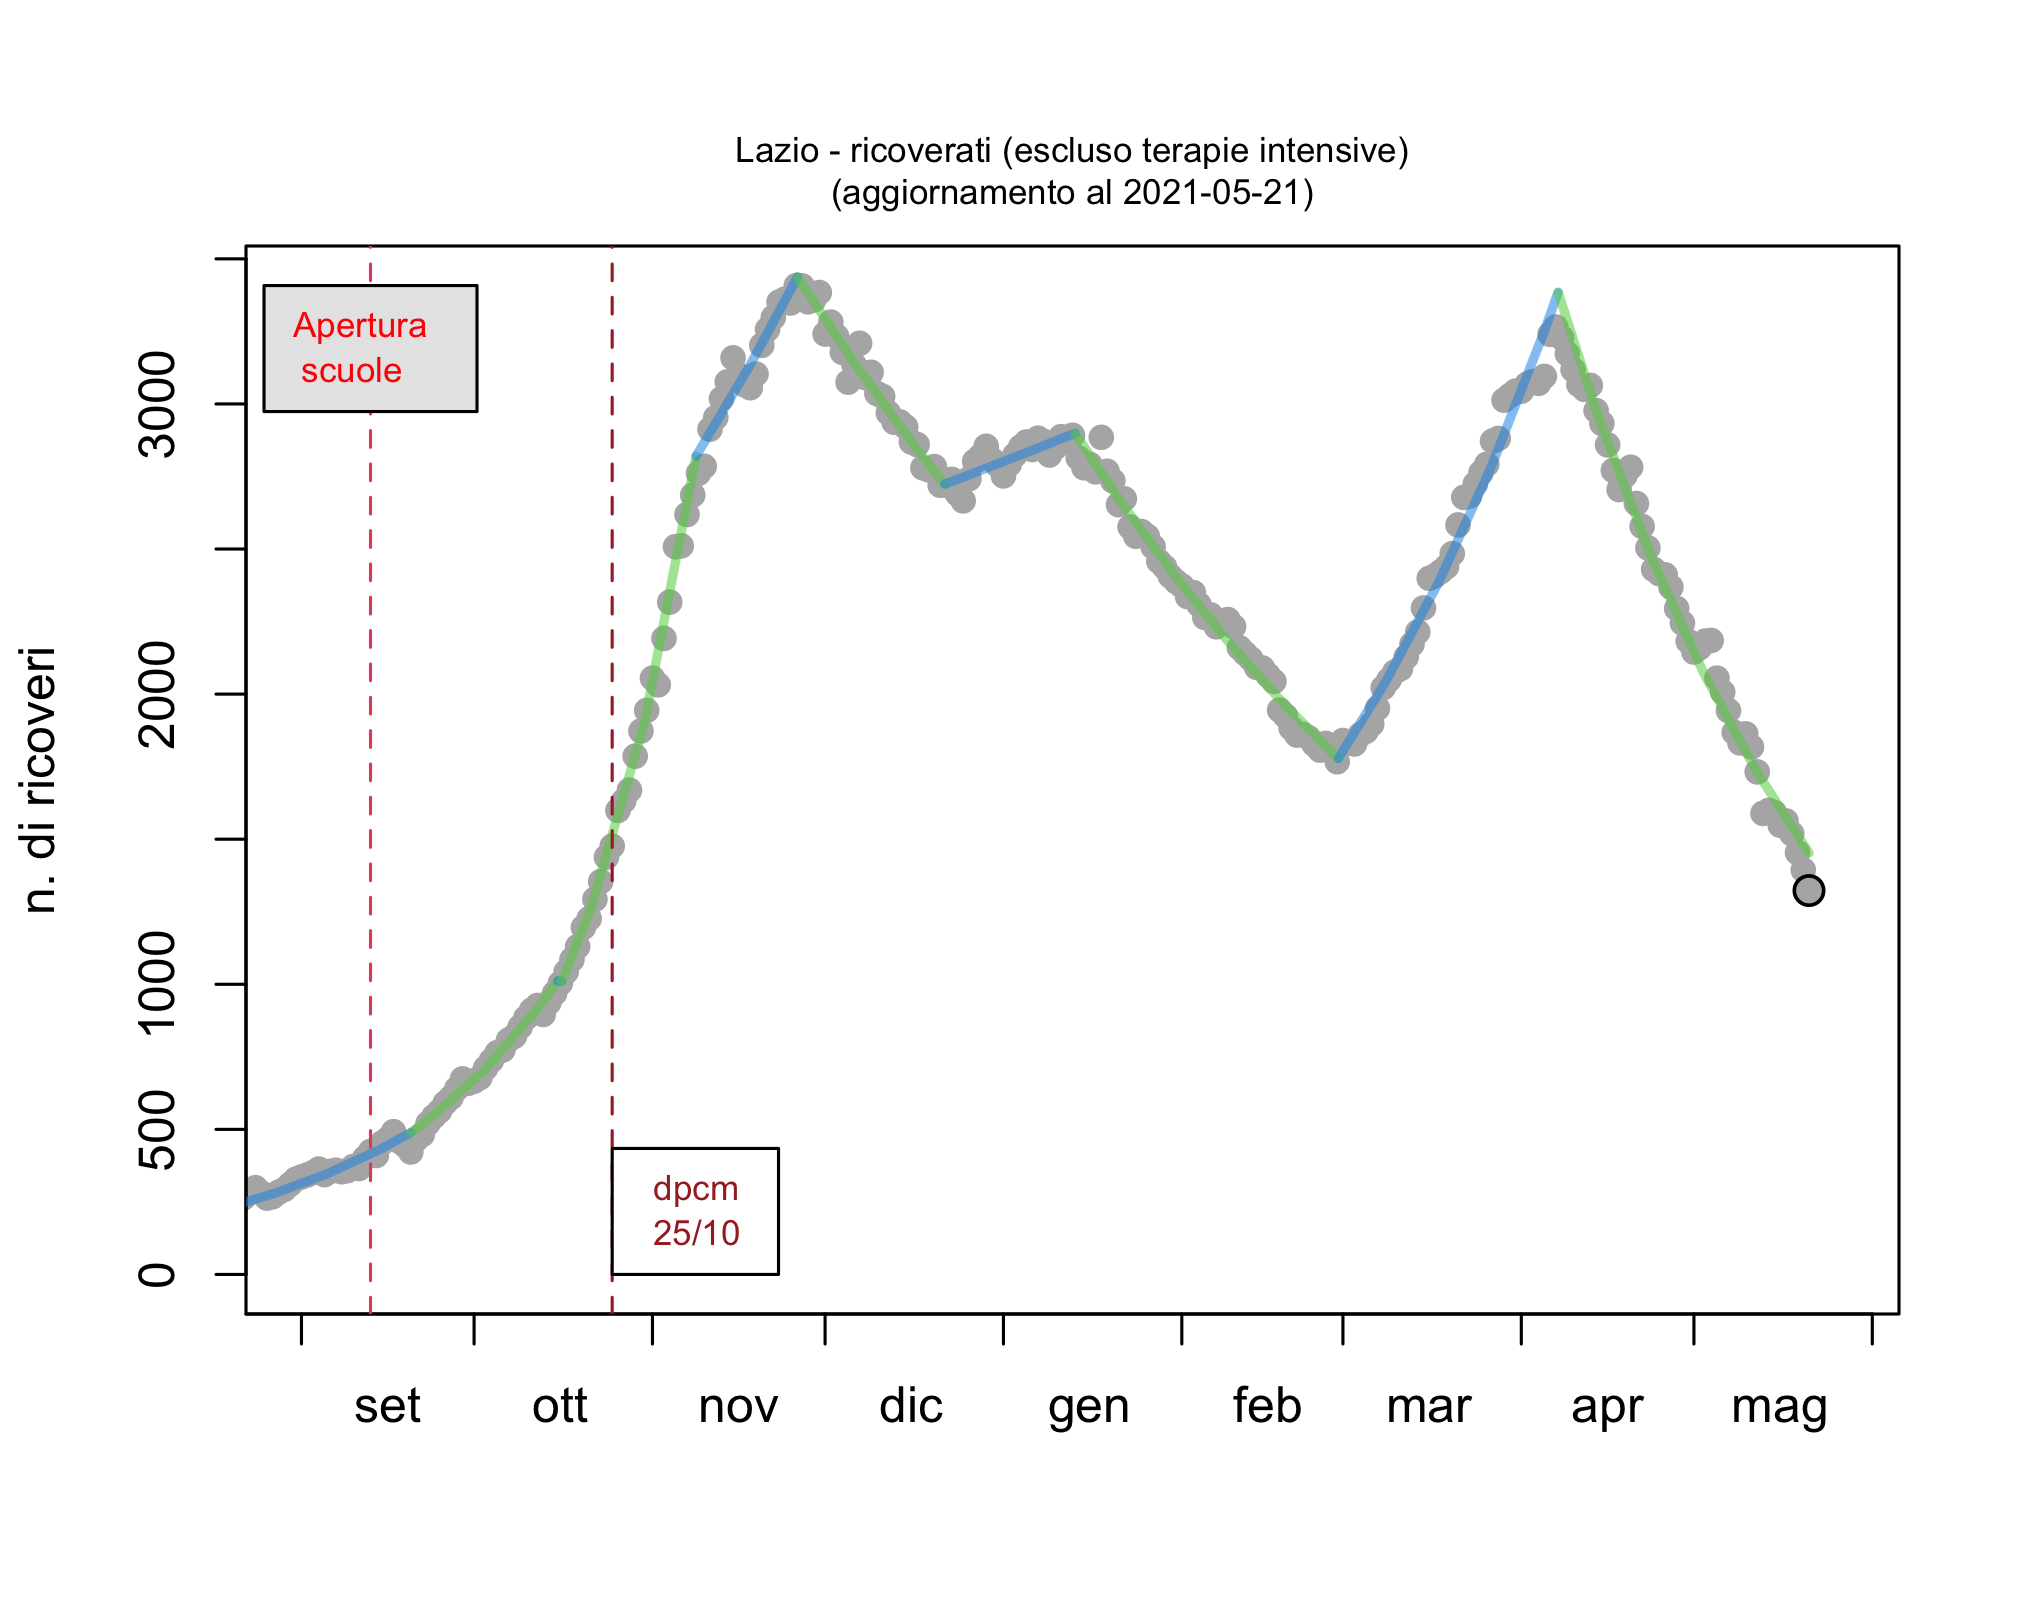 Lazio - ricoverati (escluso terapie intensive)
(aggiornamento al 2021-05-21)
Apertura
scuole
dpcm
25/10
n. di ricoveri
3000
2000
1000
500
0
set ott nov dic gen feb mar apr mag